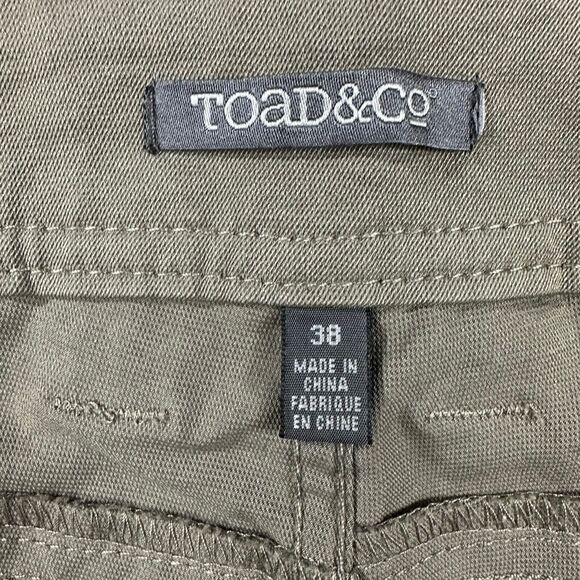 TOAD&CO
38
MADE IN
CHINA
FABRIQUE
EN CHINE